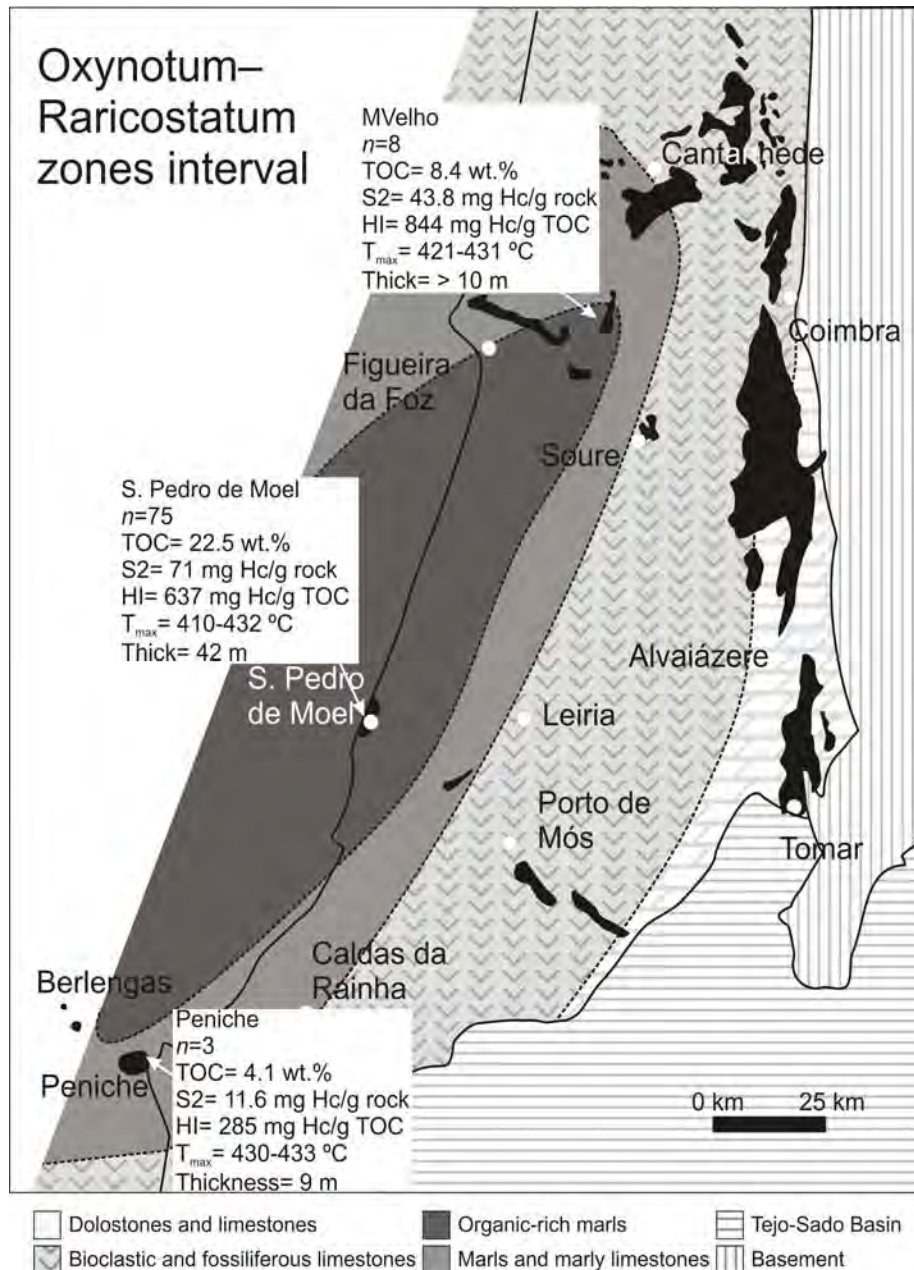 Oxynotum–
Raricostatum
zones interval
MVelho
n=8
TOC= 8.4 wt.%
S2= 43.8 mg Hc/g rock
HI= 844 mg Hc/g TOC
Tmax= 421-431 ºC
Thick= > 10 m
Cantanhede
Coimbra
Figueira
da Foz
Soure
S. Pedro de Moel
n=75
TOC= 22.5 wt.%
S2= 71 mg Hc/g rock
HI= 637 mg Hc/g TOC
Tmax= 410-432 ºC
Thick= 42 m
S. Pedro
de Moel
Alvaiázere
Leiria
Porto de
Mós
Tomar
Caldas da
Rainha
Berlengas
Peniche
Peniche
n=3
TOC= 4.1 wt.%
S2= 11.6 mg Hc/g rock
HI= 285 mg Hc/g TOC
Tmax= 430-433 ºC
Thickness= 9 m
0 km 25 km
Dolostones and limestones
Organic-rich marls
Tejo-Sado Basin
Bioclastic and fossiliferous limestones
Marls and marly limestones
Basement